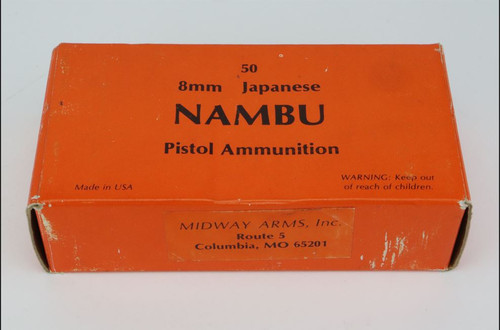 50
8mm Japanese
NAMBU
Pistol Ammunition
Made in USA
WARNING: Keep out
of reach of children.
MIDWAY ARMS, Inc.
Route 5
Columbia, MO 65201